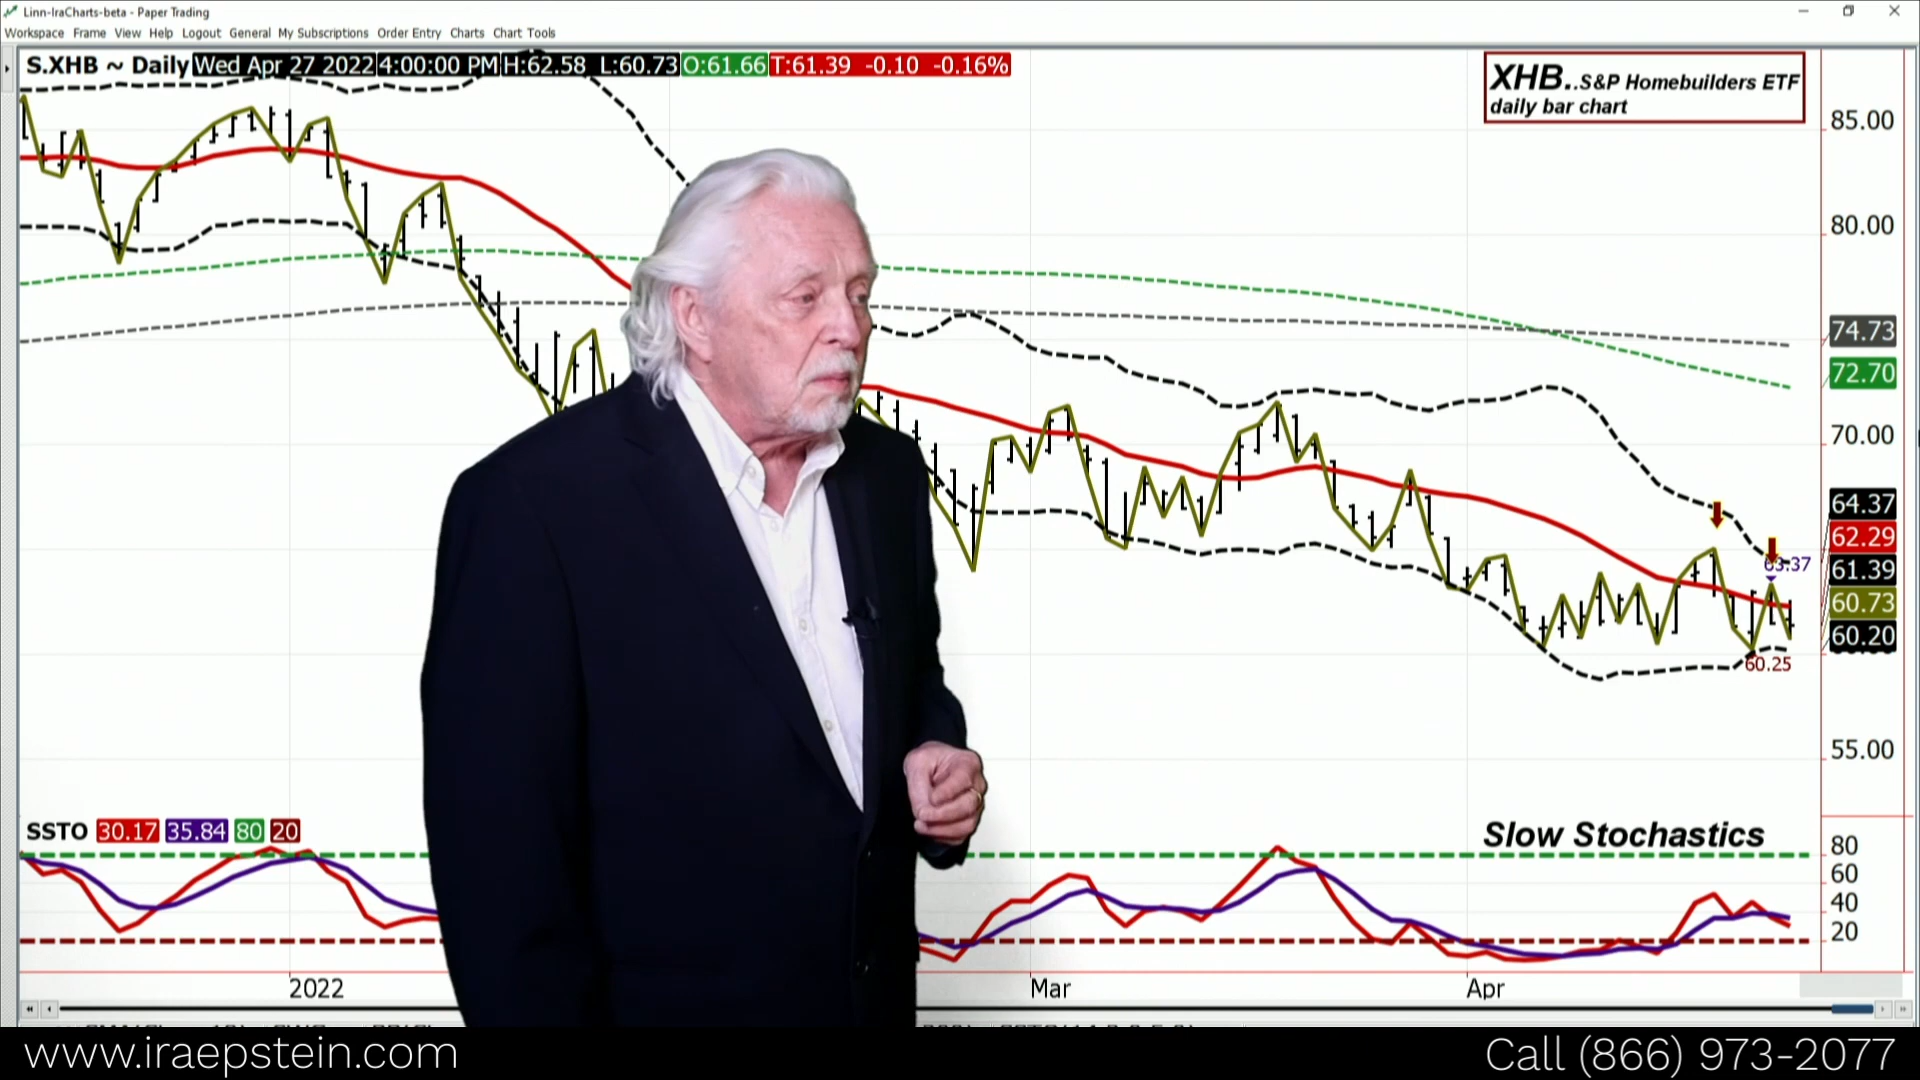 Linn-IraCharts-beta - Paper Trading
Workspace Frame View Help Logout General My Subscriptions Order Entry Charts Chart Tools
S.XHB ~ Daily Wed Apr 27 2022 4:00:00 PM H:62.58 L:60.73 O:61.66 T:61.39 -0.10 -0.16%
XHB..S&P Homebuilders ETF
daily bar chart
85.00
80.00
74.73
72.70
70.00
64.37
62.29
63.37
61.39
60.73
60.20
60.25
55.00
SSTO 30.17 35.84 80 20
Slow Stochastics
80
60
40
20
2022 Mar Apr
www.iraepstein.com Call (866) 973-2077